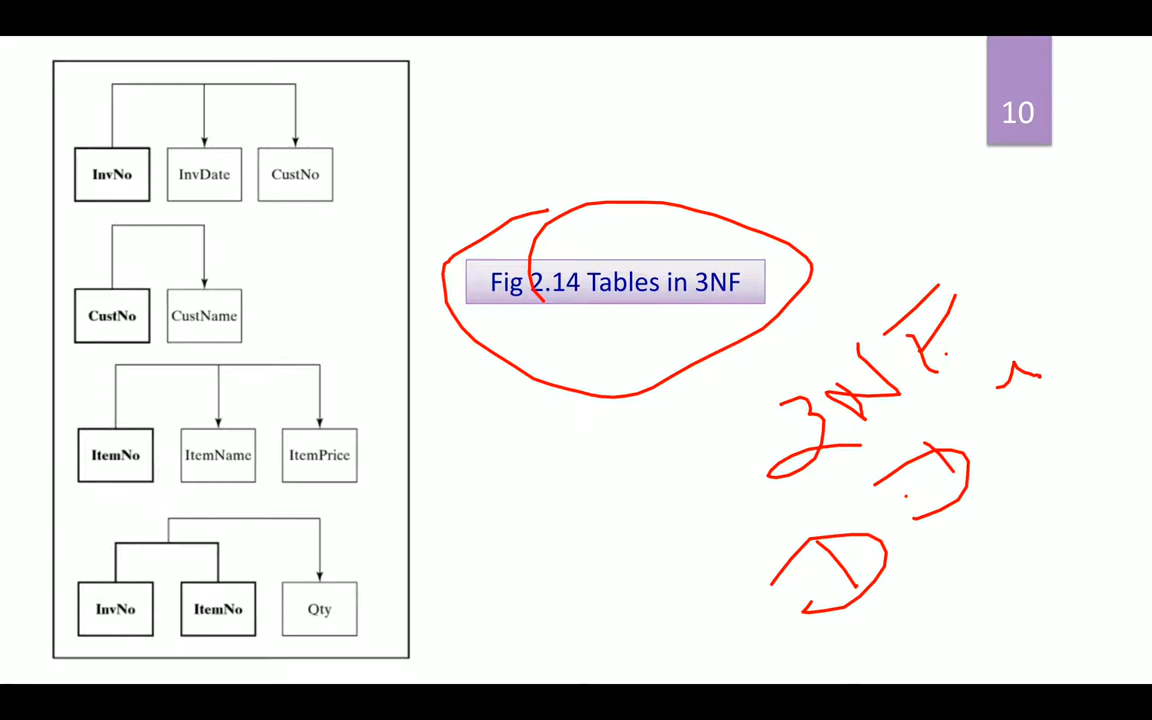 10
InvNo InvDate CustNo
CustNo CustName
ItemNo ItemName ItemPrice
InvNo ItemNo Qty
Fig 2.14 Tables in 3NF
D